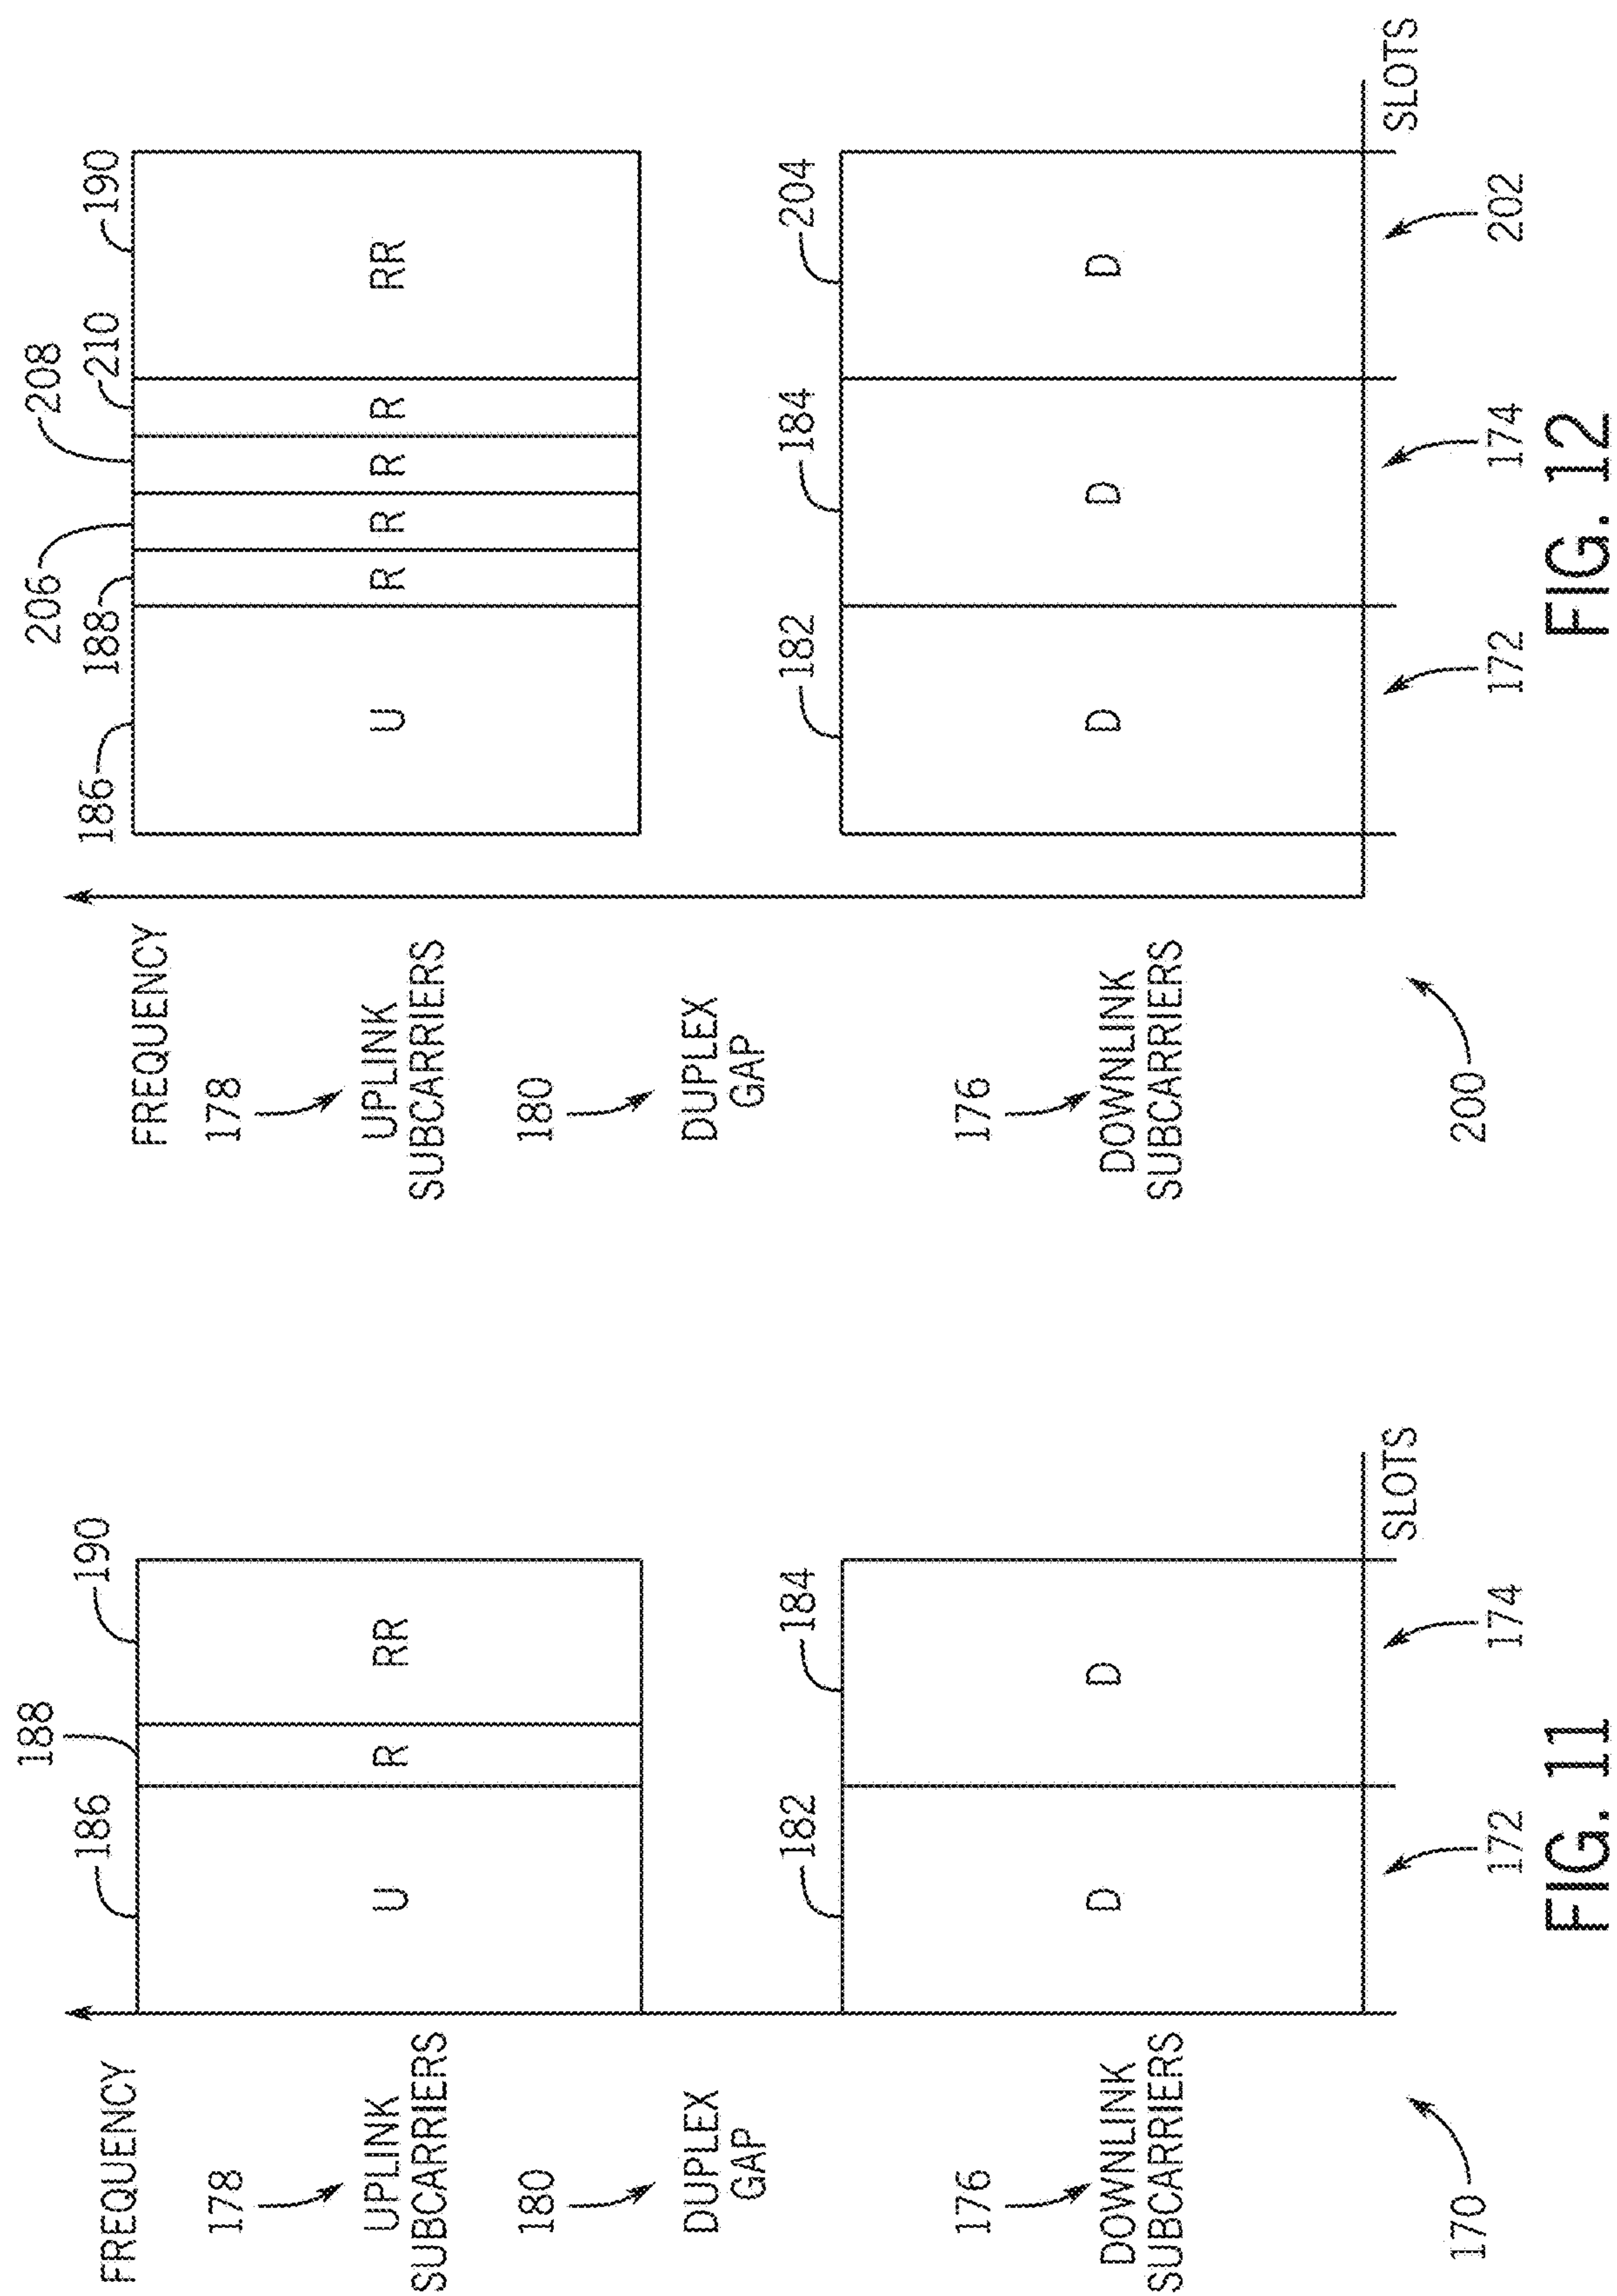 FREQUENCY
178
UPLINK
SUBCARRIERS
180
DUPLEX
GAP
176
DOWNLINK
SUBCARRIERS
170
188
186
190
U
R
RR
182
184
D
D
SLOTS
172
174
FIG. 11
FREQUENCY
178
UPLINK
SUBCARRIERS
180
DUPLEX
GAP
176
DOWNLINK
SUBCARRIERS
200
206
208
186
188
210
190
U
R
R
R
R
RR
182
184
204
D
D
D
SLOTS
172
174
202
FIG. 12